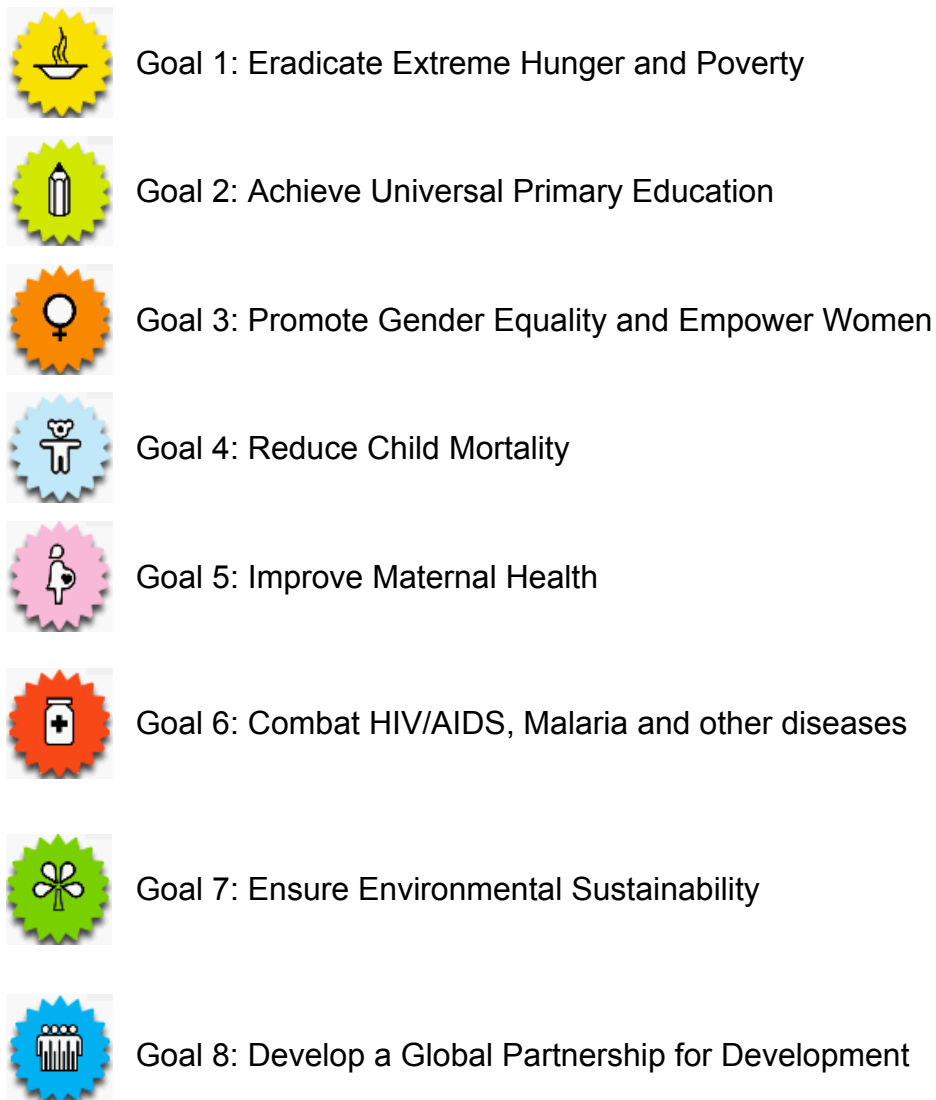 Goal 1: Eradicate Extreme Hunger and Poverty
Goal 2: Achieve Universal Primary Education
Goal 3: Promote Gender Equality and Empower Women
Goal 4: Reduce Child Mortality
Goal 5: Improve Maternal Health
Goal 6: Combat HIV/AIDS, Malaria and other diseases
Goal 7: Ensure Environmental Sustainability
Goal 8: Develop a Global Partnership for Development